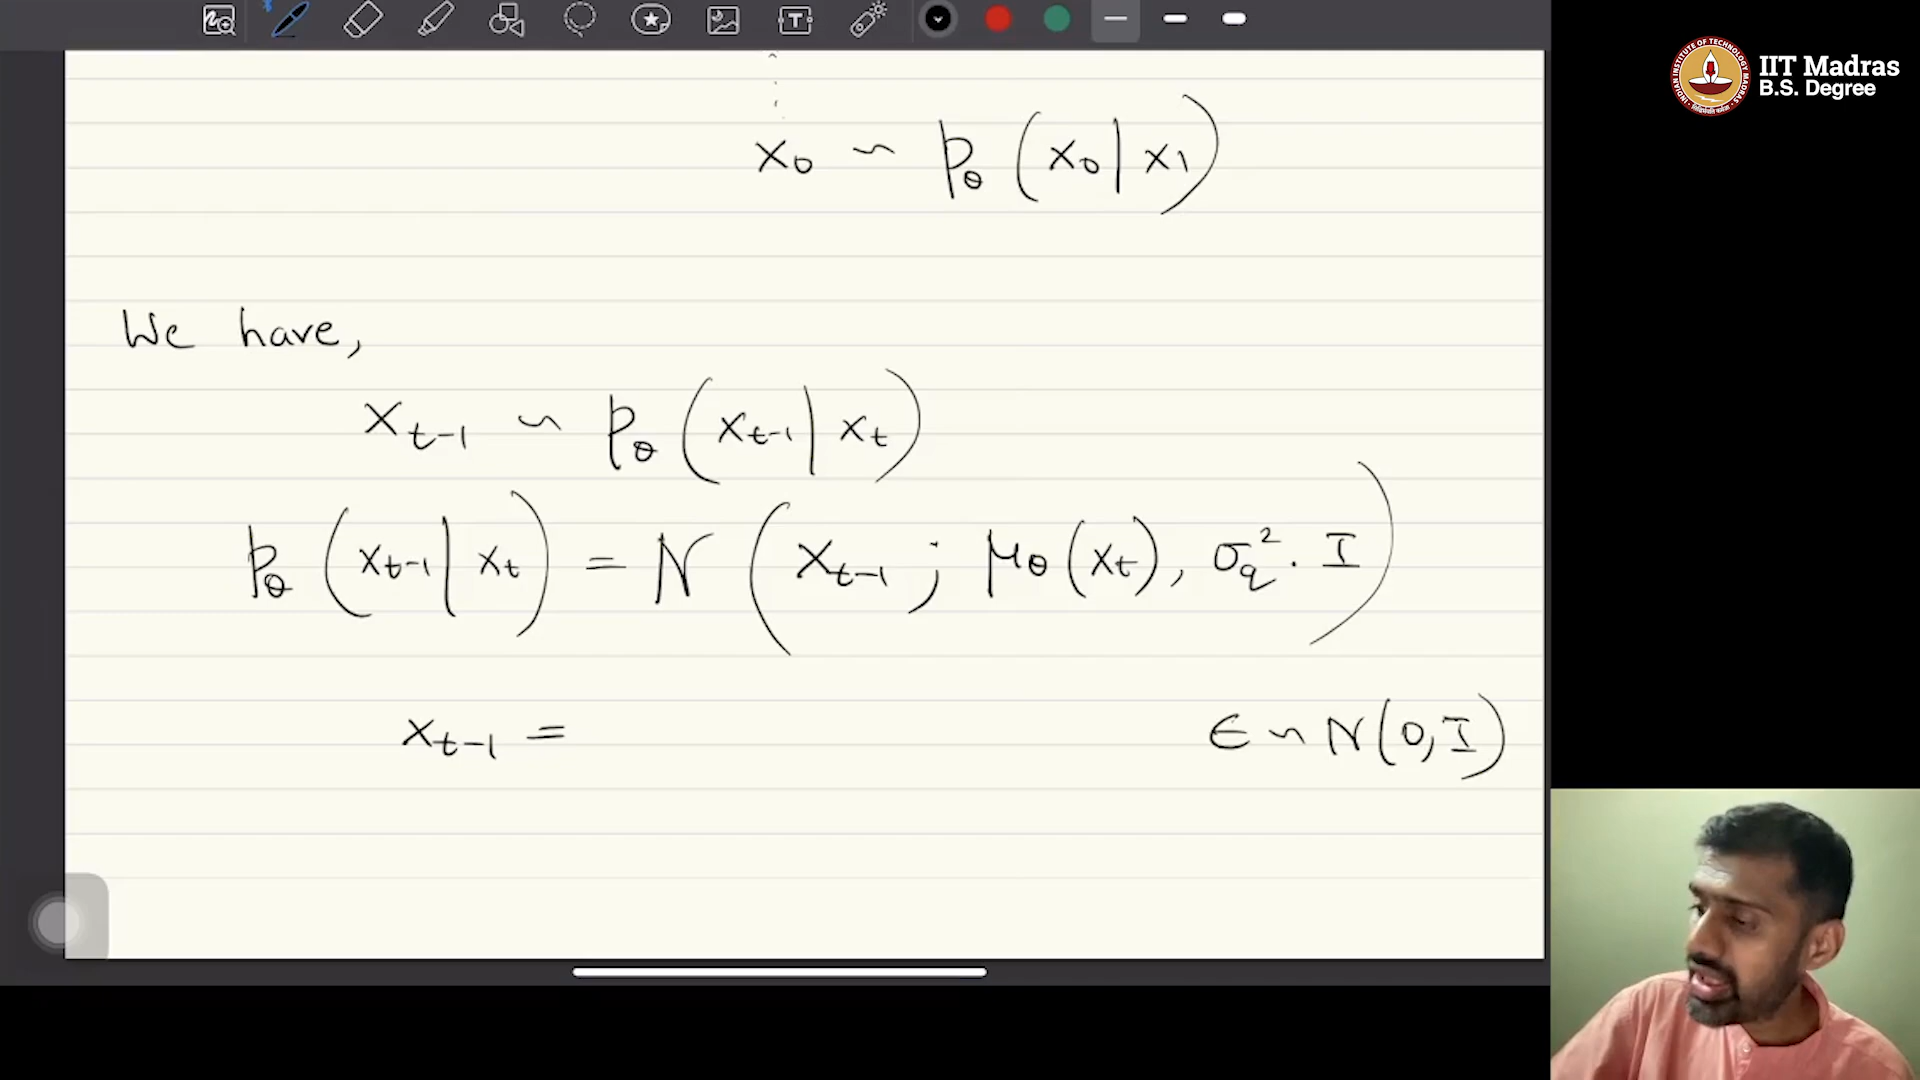 IIT Madras
B.S. Degree
x₀ ~ p_θ (x₀ | x₁)
We have,
x_{t-1} ~ p_θ (x_{t-1} | x_t)
p_θ (x_{t-1} | x_t) = N (x_{t-1} ; μ_θ(x_t), σ_q² · I)
x_{t-1} = ϵ ~ N(0, I)